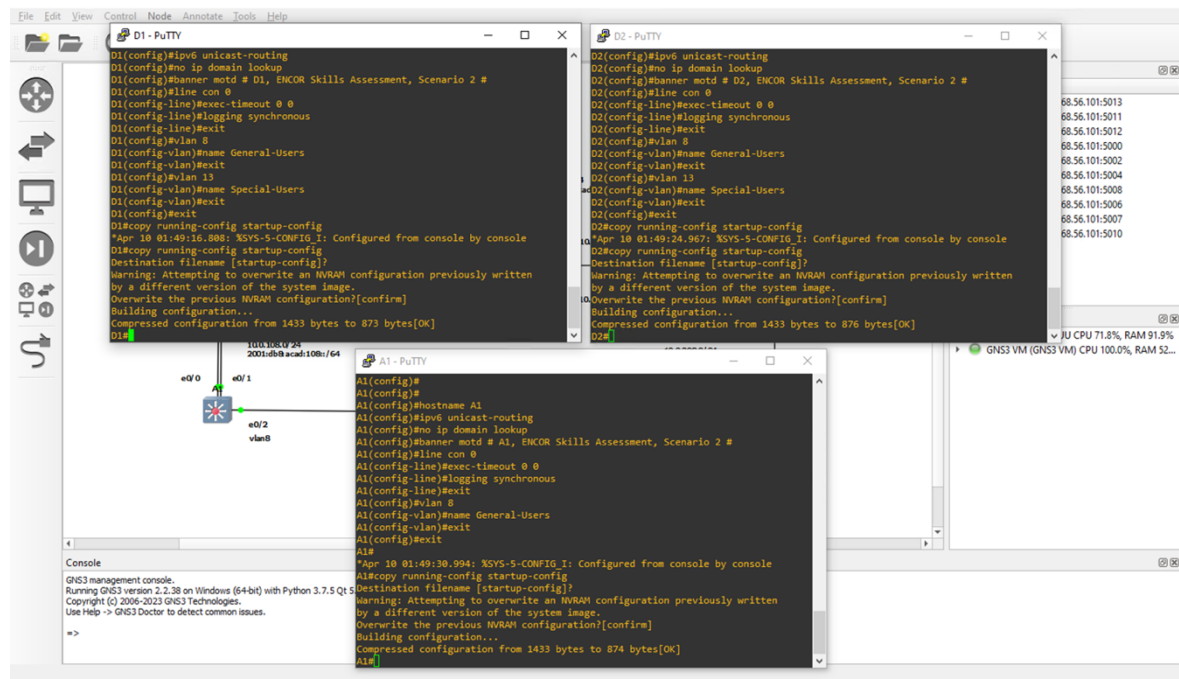 File Edit View Control Node Annotate Tools Help
D1 - PuTTY
D1(config)#ipv6 unicast-routing
D1(config)#no ip domain lookup
D1(config)#banner motd # D1, ENCOR Skills Assessment, Scenario 2 #
D1(config)#line con 0
D1(config-line)#exec-timeout 0 0
D1(config-line)#logging synchronous
D1(config-line)#exit
D1(config)#vlan 8
D1(config-vlan)#name General-Users
D1(config-vlan)#exit
D1(config)#vlan 13
D1(config-vlan)#name Special-Users
D1(config-vlan)#exit
D1(config)#exit
D1#copy running-config startup-config
*Apr 10 01:49:16.808: %SYS-5-CONFIG_I: Configured from console by console
D1#copy running-config startup-config
Destination filename [startup-config]?
Warning: Attempting to overwrite an NVRAM configuration previously written
by a different version of the system image.
Overwrite the previous NVRAM configuration?[confirm]
Building configuration...
Compressed configuration from 1433 bytes to 873 bytes[OK]
D1#
D2 - PuTTY
D2(config)#ipv6 unicast-routing
D2(config)#no ip domain lookup
D2(config)#banner motd # D2, ENCOR Skills Assessment, Scenario 2 #
D2(config)#line con 0
D2(config-line)#exec-timeout 0 0
D2(config-line)#logging synchronous
D2(config-line)#exit
D2(config)#vlan 8
D2(config-vlan)#name General-Users
D2(config-vlan)#exit
D2(config)#vlan 13
D2(config-vlan)#name Special-Users
D2(config-vlan)#exit
D2(config)#exit
D2#copy running-config startup-config
*Apr 10 01:49:24.967: %SYS-5-CONFIG_I: Configured from console by console
D2#copy running-config startup-config
Destination filename [startup-config]?
Warning: Attempting to overwrite an NVRAM configuration previously written
by a different version of the system image.
Overwrite the previous NVRAM configuration?[confirm]
Building configuration...
Compressed configuration from 1433 bytes to 876 bytes[OK]
D2#
68.56.101:5013
68.56.101:5011
68.56.101:5012
68.56.101:5000
68.56.101:5002
68.56.101:5004
68.56.101:5008
68.56.101:5006
68.56.101:5007
68.56.101:5010
U CPU 71.8%, RAM 91.9%
GNS3 VM (GNS3 VM) CPU 100.0%, RAM 52...
10.0.108.0/24
2001:db8:acad:108::/64
e0/0
e0/1
A1
e0/2
vlan8
A1 - PuTTY
A1(config)#
A1(config)#
A1(config)#hostname A1
A1(config)#ipv6 unicast-routing
A1(config)#no ip domain lookup
A1(config)#banner motd # A1, ENCOR Skills Assessment, Scenario 2 #
A1(config)#line con 0
A1(config-line)#exec-timeout 0 0
A1(config-line)#logging synchronous
A1(config-line)#exit
A1(config)#vlan 8
A1(config-vlan)#name General-Users
A1(config-vlan)#exit
A1(config)#exit
A1#
*Apr 10 01:49:30.994: %SYS-5-CONFIG_I: Configured from console by console
A1#copy running-config startup-config
Destination filename [startup-config]?
Warning: Attempting to overwrite an NVRAM configuration previously written
by a different version of the system image.
Overwrite the previous NVRAM configuration?[confirm]
Building configuration...
Compressed configuration from 1433 bytes to 874 bytes[OK]
A1#
Console
GNS3 management console.
Running GNS3 version 2.2.38 on Windows (64-bit) with Python 3.7.5 Qt 5
Copyright (c) 2006-2023 GNS3 Technologies.
Use Help -> GNS3 Doctor to detect common issues.
=>